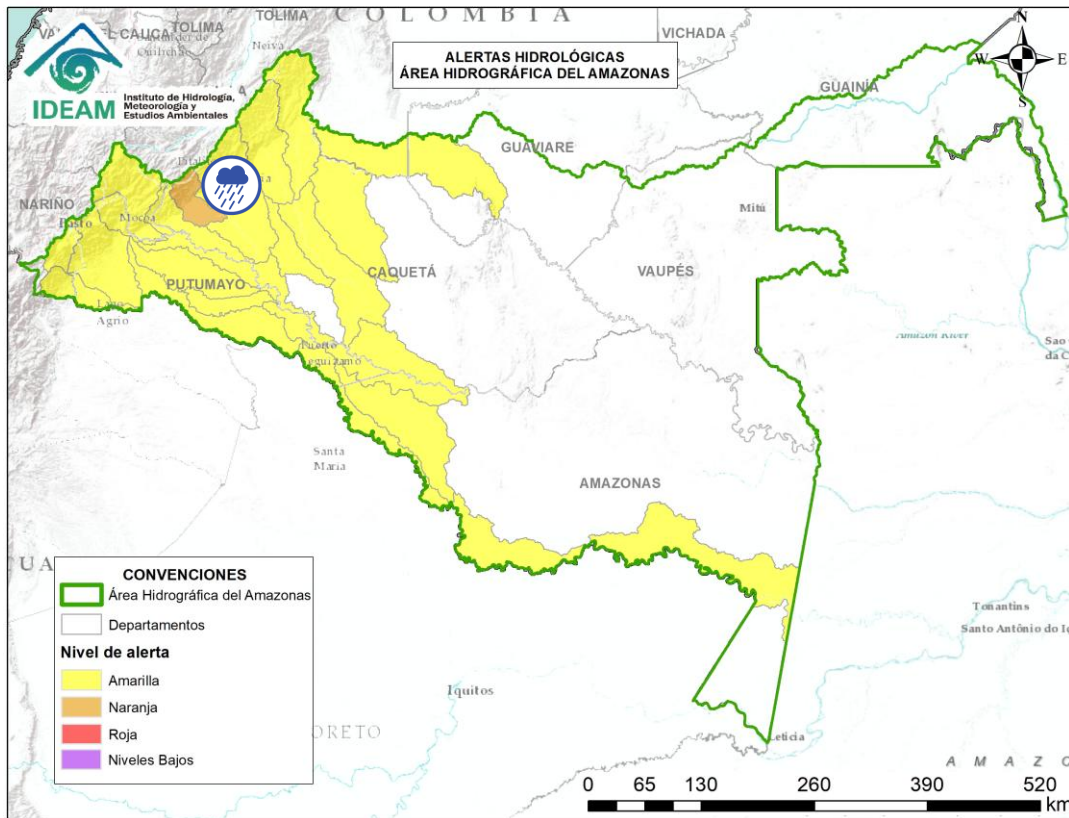 COLOMBIA
TOLIMA
TOLIMA
Neiva
VICHADA
IDEAM
Instituto de Hidrología,
Meteorología y
Estudios Ambientales
ALERTAS HIDROLÓGICAS
ÁREA HIDROGRÁFICA DEL AMAZONAS
N
W
E
S
GUAINÍA
GUAVIARE
NARIÑO
Pasto
Mocoa
Mitú
CAQUETÁ
VAUPÉS
PUTUMAYO
Lago
Agrio
Amazon River
Puerto
Leguízamo
Santa
María
AMAZONAS
CONVENCIONES
Área Hidrográfica del Amazonas
Departamentos
Nivel de alerta
Amarilla
Naranja
Roja
Niveles Bajos
Tonantins
Santo Antônio do
Iquitos
Leticia
0 65 130 260 390 520
km